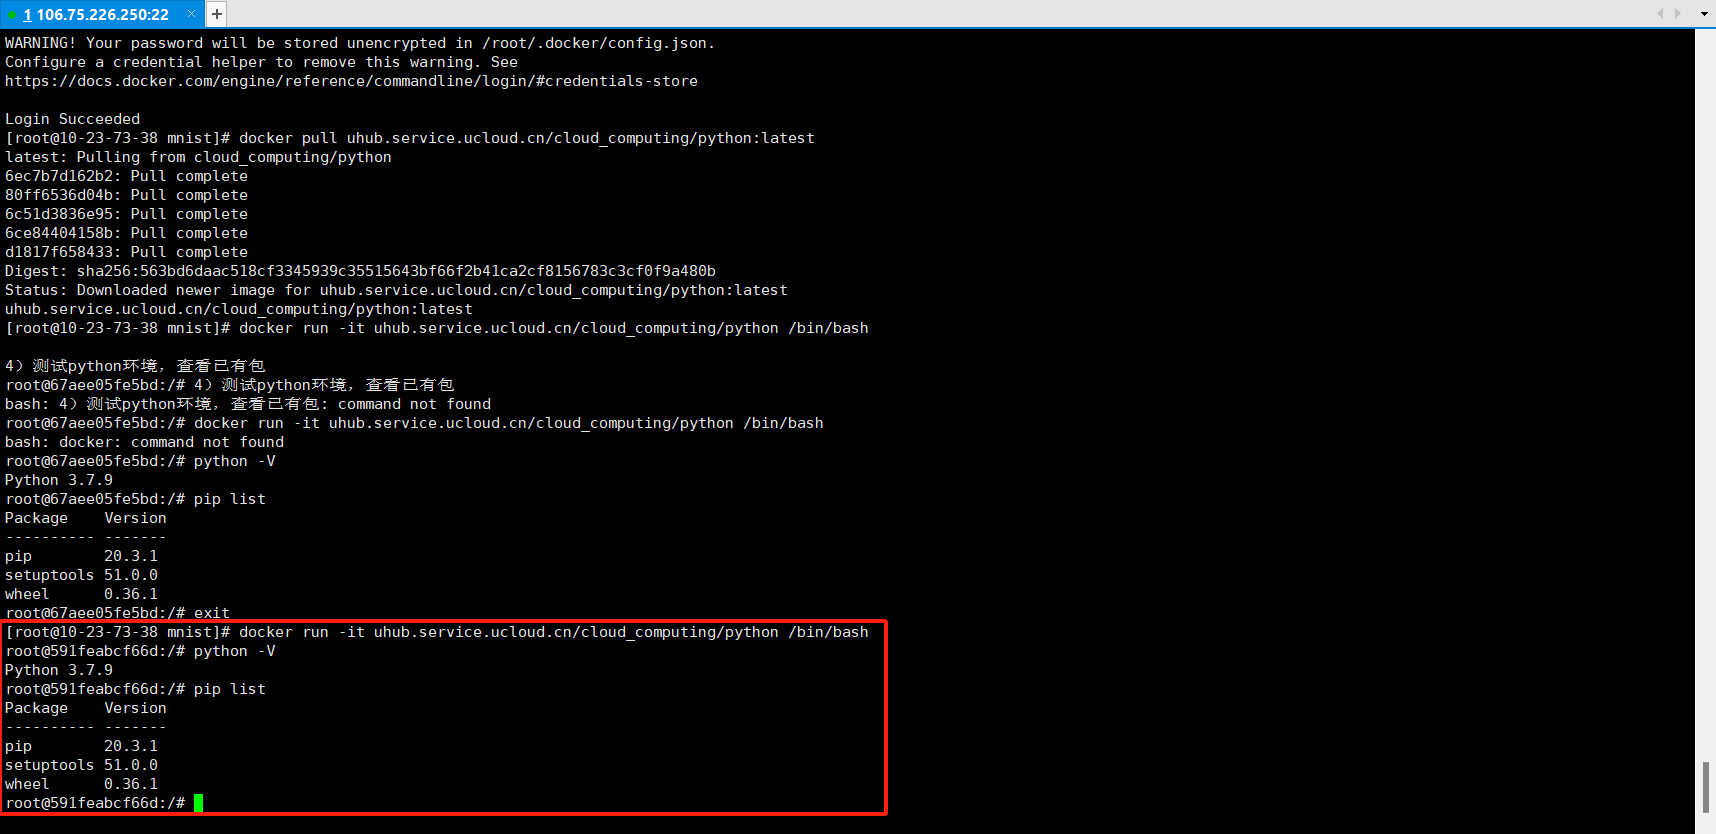 1 106.75.226.250:22
WARNING! Your password will be stored unencrypted in /root/.docker/config.json.
Configure a credential helper to remove this warning. See
https://docs.docker.com/engine/reference/commandline/login/#credentials-store
Login Succeeded
[root@10-23-73-38 mnist]# docker pull uhub.service.ucloud.cn/cloud_computing/python:latest
latest: Pulling from cloud_computing/python
6ec7b7d162b2: Pull complete
80ff6536d04b: Pull complete
6c51d3836e95: Pull complete
6ce84404158b: Pull complete
d1817f658433: Pull complete
Digest: sha256:563bd6daac518cf3345939c35515643bf66f2b41ca2cf8156783c3cf0f9a480b
Status: Downloaded newer image for uhub.service.ucloud.cn/cloud_computing/python:latest
uhub.service.ucloud.cn/cloud_computing/python:latest
[root@10-23-73-38 mnist]# docker run -it uhub.service.ucloud.cn/cloud_computing/python /bin/bash
4）测试python环境，查看已有包
root@67aee05fe5bd:/# 4）测试python环境，查看已有包
bash: 4）测试python环境，查看已有包: command not found
root@67aee05fe5bd:/# docker run -it uhub.service.ucloud.cn/cloud_computing/python /bin/bash
bash: docker: command not found
root@67aee05fe5bd:/# python -V
Python 3.7.9
root@67aee05fe5bd:/# pip list
Package    Version
---------- -------
pip        20.3.1
setuptools 51.0.0
wheel      0.36.1
root@67aee05fe5bd:/# exit
[root@10-23-73-38 mnist]# docker run -it uhub.service.ucloud.cn/cloud_computing/python /bin/bash
root@591feabcf66d:/# python -V
Python 3.7.9
root@591feabcf66d:/# pip list
Package    Version
---------- -------
pip        20.3.1
setuptools 51.0.0
wheel      0.36.1
root@591feabcf66d:/#